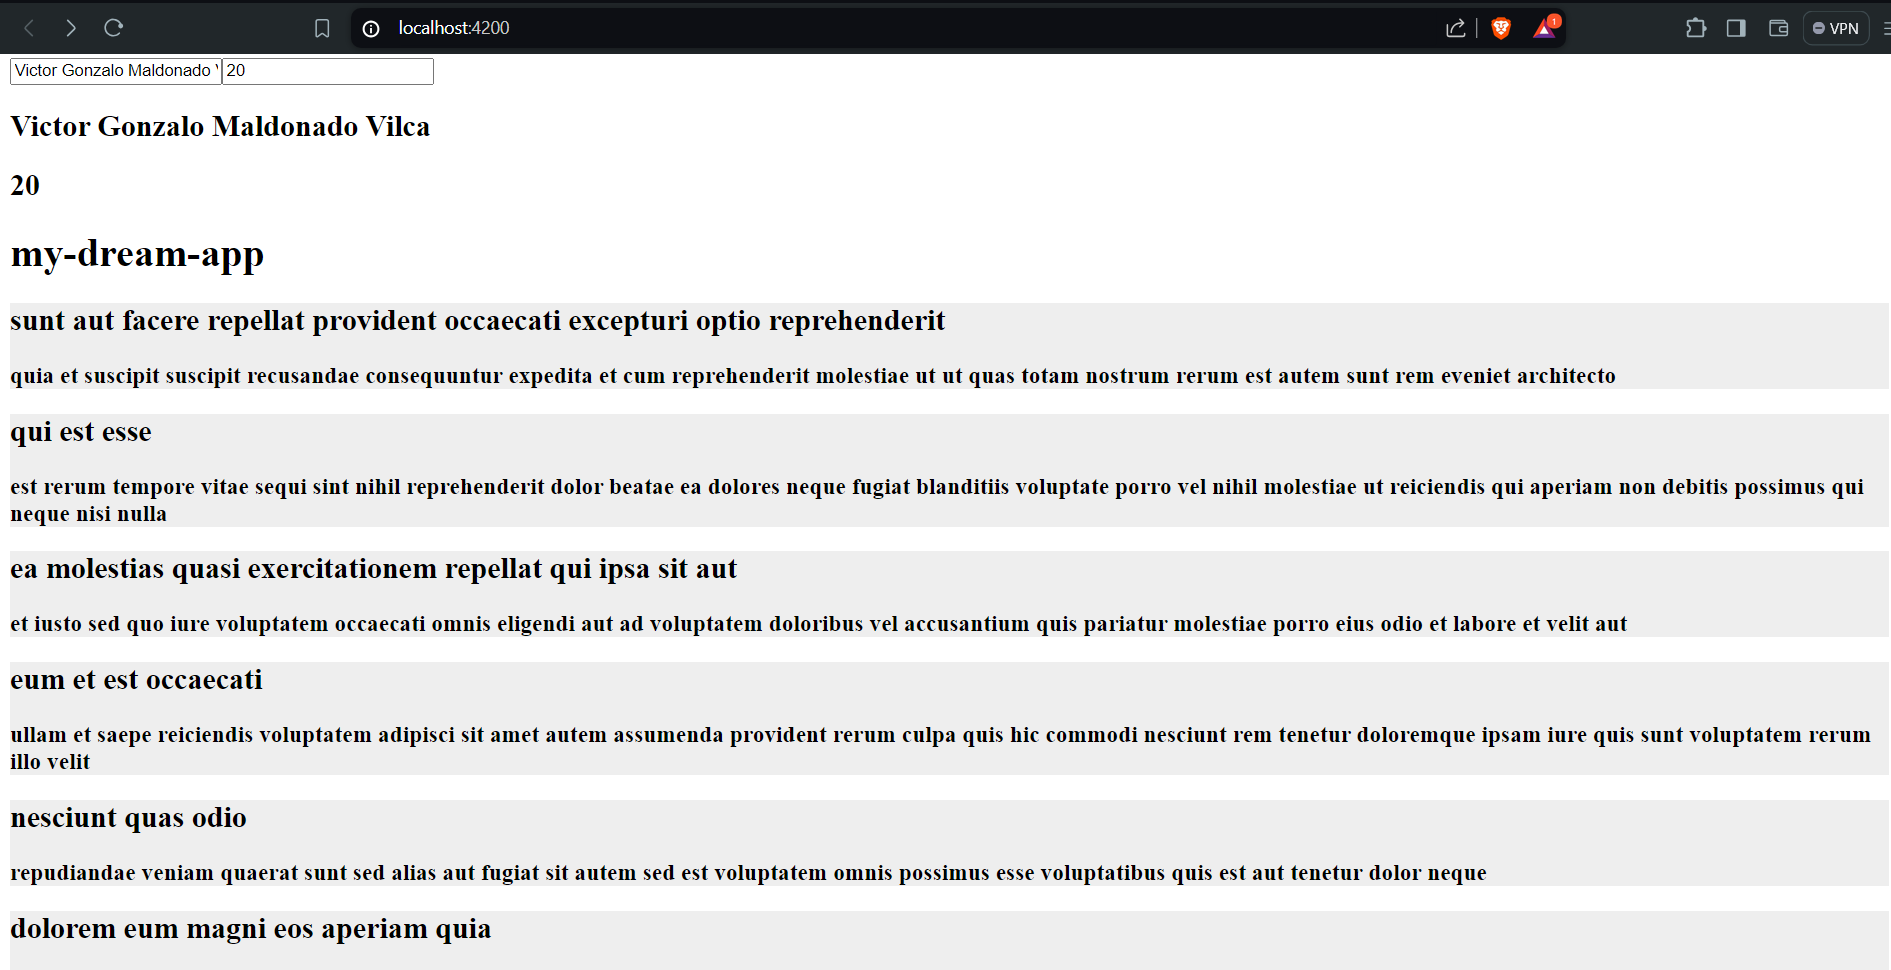 localhost:4200
1
VPN
Victor Gonzalo Maldonado
20
Victor Gonzalo Maldonado Vilca
20
my-dream-app
sunt aut facere repellat provident occaecati excepturi optio reprehenderit
quia et suscipit suscipit recusandae consequuntur expedita et cum reprehenderit molestiae ut ut quas totam nostrum rerum est autem sunt rem eveniet architecto
qui est esse
est rerum tempore vitae sequi sint nihil reprehenderit dolor beatae ea dolores neque fugiat blanditiis voluptate porro vel nihil molestiae ut reiciendis qui aperiam non debitis possimus qui
neque nisi nulla
ea molestias quasi exercitationem repellat qui ipsa sit aut
et iusto sed quo iure voluptatem occaecati omnis eligendi aut ad voluptatem doloribus vel accusantium quis pariatur molestiae porro eius odio et labore et velit aut
eum et est occaecati
ullam et saepe reiciendis voluptatem adipisci sit amet autem assumenda provident rerum culpa quis hic commodi nesciunt rem tenetur doloremque ipsam iure quis sunt voluptatem rerum
illo velit
nesciunt quas odio
repudiandae veniam quaerat sunt sed alias aut fugiat sit autem sed est voluptatem omnis possimus esse voluptatibus quis est aut tenetur dolor neque
dolorem eum magni eos aperiam quia